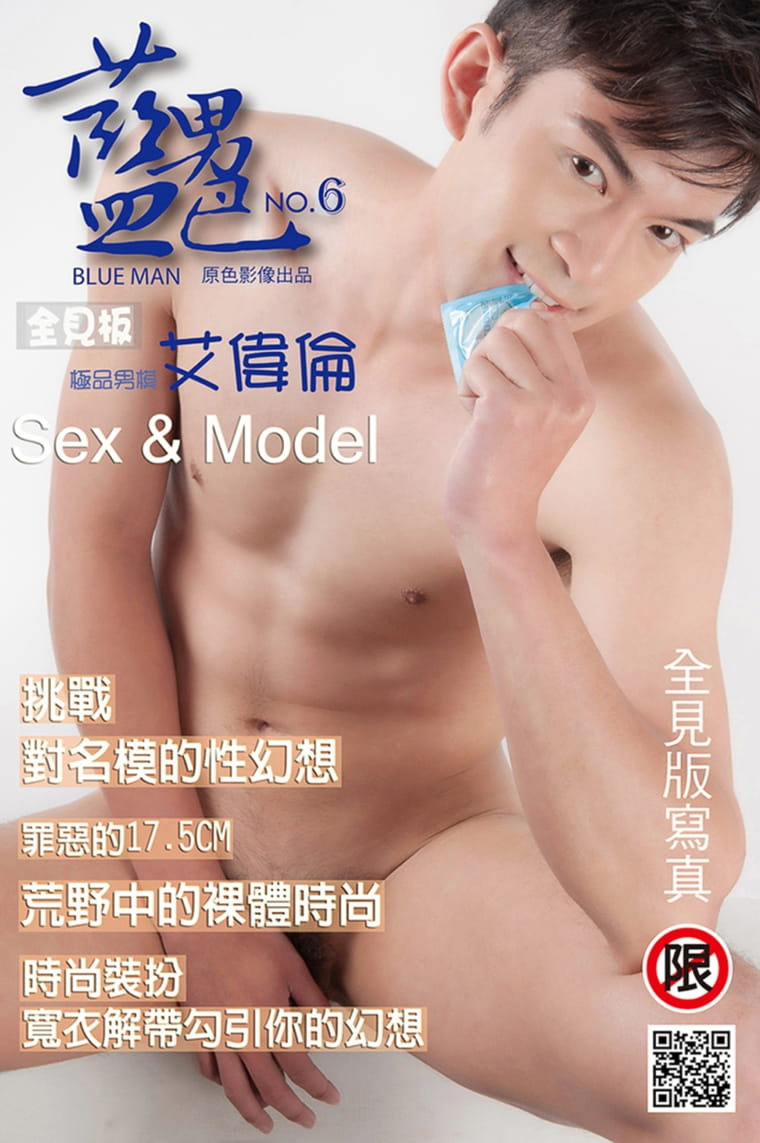 藍男色 NO.6
BLUE MAN 原色影像出品
全見板
極品男模 艾偉倫
Sex & Model
挑戰
對名模的性幻想
罪惡的17.5CM
荒野中的裸體時尚
時尚裝扮
寬衣解帶勾引你的幻想
全見版寫真
限